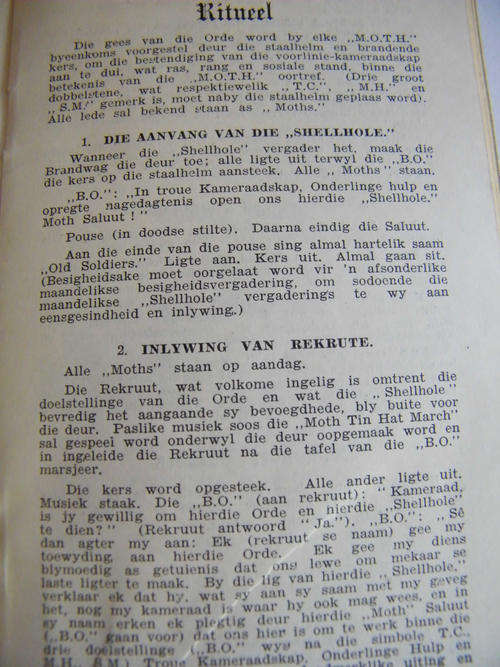 Ritueel
Die gees van die Orde word by elke „M.O.T.H."
byeenkoms voorgestel deur die staalhelm en brandende
kers, om die bestendiging van die voorlinie-kameraadskap
aan te dui, wat ras, rang en sosiale stand binne die
betekenis van die „M.O.T.H." oortref. (Drie groot
dobbelstene, wat respektiewelik „T.C.", „M.H." en
„S.M." gemerk is, moet naby die staalhelm geplaas word).
Alle lede sal bekend staan as „Moths."
1. DIE AANVANG VAN DIE „SHELLHOLE."
Wanneer die „Shellhole" vergader het, maak die
Brandwag die deur toe; alle ligte uit terwyl die „B.O."
die kers op die staalhelm aansteek. Alle „Moths" staan.
„B.O.": „In troue Kameraadskap, Onderlinge hulp en
opregte nagedagtenis open ons hierdie „Shellhole."
Moth Saluut!"
Pouse (in doodse stilte). Daarna eindig die Saluut.
Aan die einde van die pouse sing almal hartelik saam
„Old Soldiers." Ligte aan. Kers uit. Almal gaan sit.
(Besigheidsake moet oorgelaat word vir 'n afsonderlike
maandelikse besigheidsvergadering, om sodoende die
maandelikse „Shellhole" vergaderings te wy aan
eensgesindheid en inlywing.)
2. INLYWING VAN REKRUTE.
Alle „Moths" staan op aandag.
Die Rekruut, wat volkome ingelig is omtrent die
doelstellinge van die Orde en wat die „Shellhole"
bevredig het aangaande sy bevoegdhede, bly buite voor
die deur. Paslike musiek soos die „Moth Tin Hat March"
sal gespeel word onderwyl die deur oopgemaak word en
in ingeleide die Rekruut na die tafel van die „B.O."
marsjeer.
Die kers word opgesteek. Alle ander ligte uit.
Musiek staak. Die „B.O." (aan rekruut): "Kameraad,
is jy gewillig om hierdie Orde en hierdie „Shellhole"
te dien?" (Rekruut antwoord "Ja."). „B.O.": „Sê
dan agter my aan: Ek (rekruut se naam) gee my
toewyding, aan hierdie Orde. Ek gee my diens
blymoedig as getuienis dat ons lewe om mekaar se
laste ligter te maak. By die lig van hierdie „Shellhole."
verklaar ek dat hy, wat sy aan sy saam met my geveg
het, nog my kameraad is waar hy ook mag wees, en in
sy naam erken ek plegtig deur hierdie „Moth" Saluut
(„B.O." gaan voor) dat ons hier is om te werk binne die
drie doelstellinge („B.O." wys na die simbole T.C.,
M.H., S.M.) Troue Kameraadskap, Onderlinge Hulp en